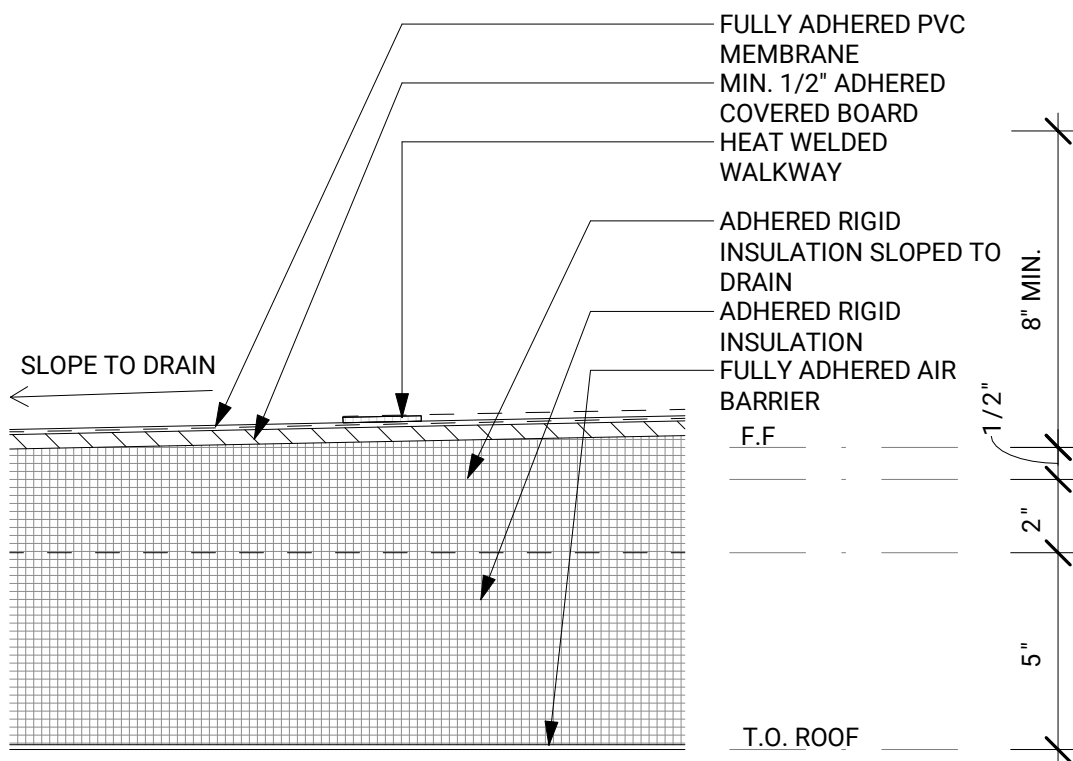 FULLY ADHERED PVC
MEMBRANE
MIN. 1/2" ADHERED
COVERED BOARD
HEAT WELDED
WALKWAY
ADHERED RIGID
INSULATION SLOPED TO
DRAIN
ADHERED RIGID
INSULATION
FULLY ADHERED AIR
BARRIER
SLOPE TO DRAIN
8" MIN.
1/2"
F.F
2"
5"
T.O. ROOF